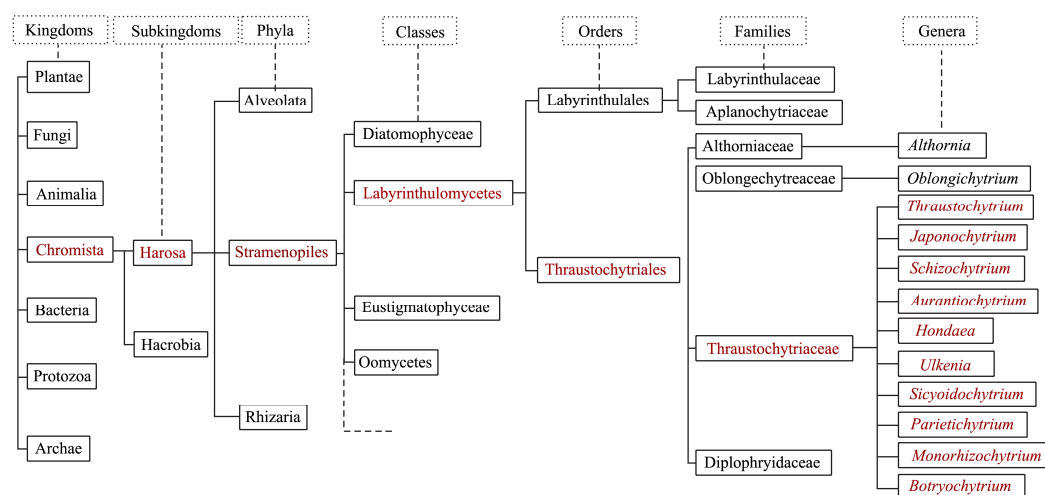 Kingdoms
Subkingdoms
Phyla
Classes
Orders
Families
Genera
Plantae
Fungi
Animalia
Chromista
Bacteria
Protozoa
Archae
Harosa
Hacrobia
Alveolata
Stramenopiles
Rhizaria
Diatomophyceae
Labyrinthulomycetes
Eustigmatophyceae
Oomycetes
Labyrinthulales
Thraustochytriales
Labyrinthulaceae
Aplanochytriaceae
Althorniaceae
Oblongechytreaceae
Thraustochytriaceae
Diplophryidaceae
Althornia
Oblongichytrium
Thraustochytrium
Japonochytrium
Schizochytrium
Aurantiochytrium
Hondaea
Ulkenia
Sicyoidochytrium
Parietichytrium
Monorhizochytrium
Botryochytrium